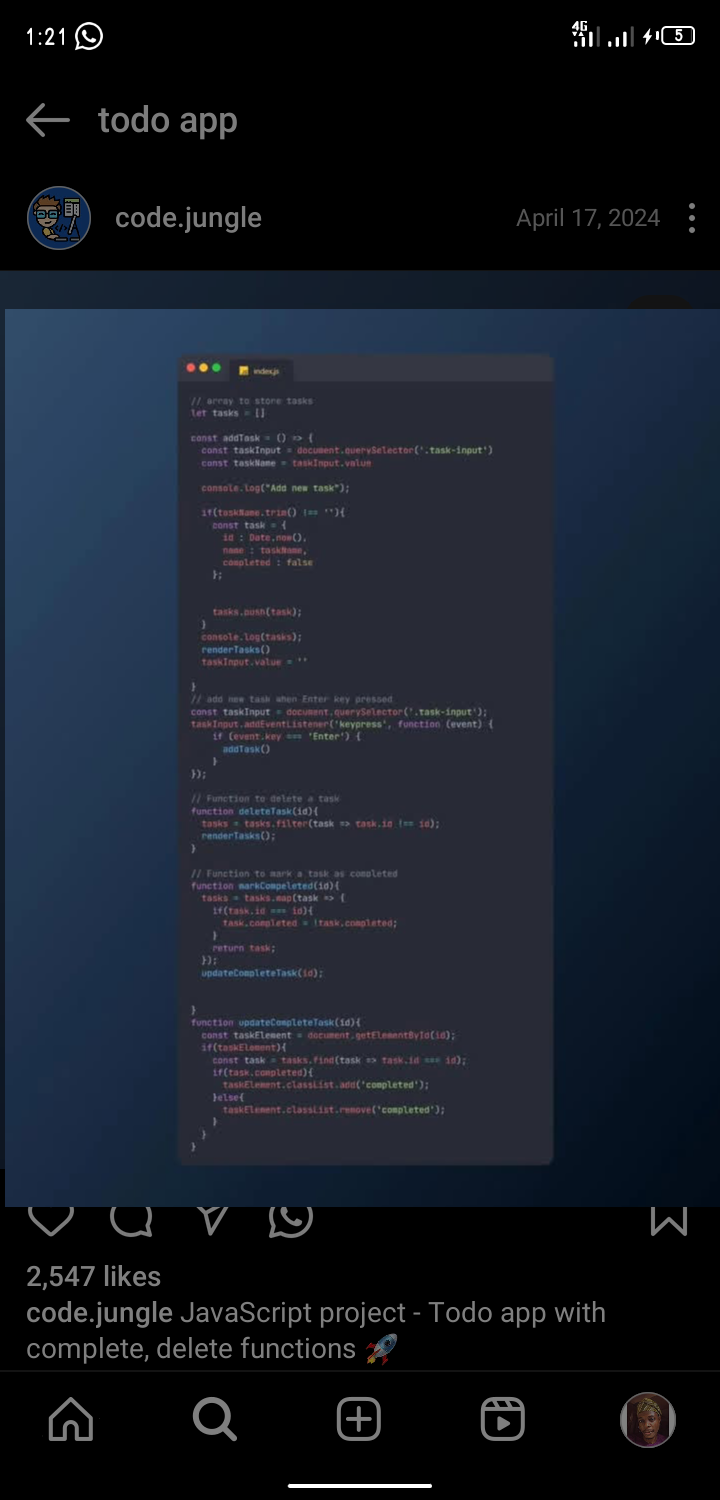 1:21
4G
5
todo app
code.jungle
April 17, 2024
index.js
// array to store tasks
let tasks = []
const addTask = () => {
const taskInput = document.querySelector('.task-input')
const taskName = taskInput.value
console.log("Add new task");
if(taskName.trim() !== ''){
const task = {
id : Date.now(),
name : taskName,
completed : false
};
tasks.push(task);
}
console.log(tasks);
renderTasks()
taskInput.value = ''
}
// add new task when Enter key pressed
const taskInput = document.querySelector('.task-input');
taskInput.addEventListener('keypress', function (event) {
if (event.key === 'Enter') {
addTask()
}
});
// Function to delete a task
function deleteTask(id){
tasks = tasks.filter(task => task.id !== id);
renderTasks();
}
// Function to mark a task as completed
function markCompeleted(id){
tasks = tasks.map(task => {
if(task.id === id){
task.completed = !task.completed;
}
return task;
});
updateCompleteTask(id);
}
function updateCompleteTask(id){
const taskElement = document.getElementById(id);
if(taskElement){
const task = tasks.find(task => task.id === id);
if(task.completed){
taskElement.classList.add('completed');
}else{
taskElement.classList.remove('completed');
}
}
}
2,547 likes
code.jungle JavaScript project - Todo app with
complete, delete functions 🚀